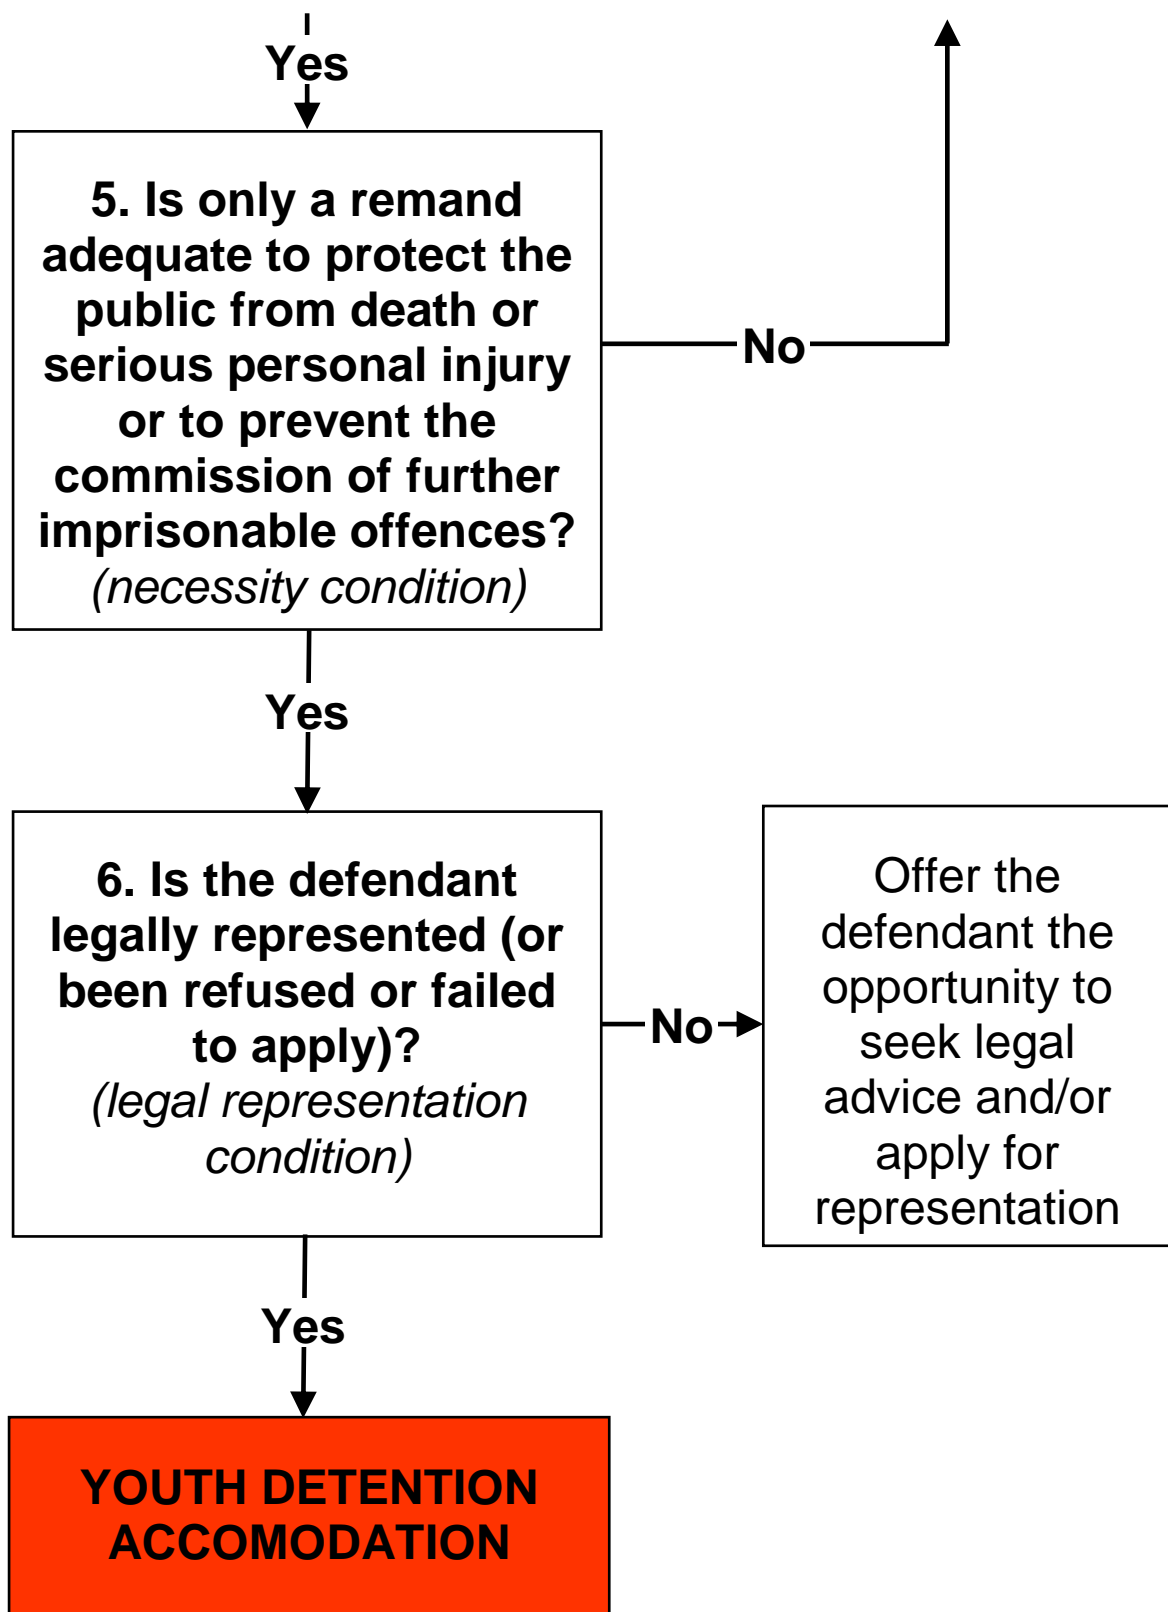 Yes
5. Is only a remand
adequate to protect the
public from death or
serious personal injury
or to prevent the
commission of further
imprisonable offences?
(necessity condition)
No
Yes
6. Is the defendant
legally represented (or
been refused or failed
to apply)?
(legal representation
condition)
No
Offer the
defendant the
opportunity to
seek legal
advice and/or
apply for
representation
Yes
YOUTH DETENTION
ACCOMODATION